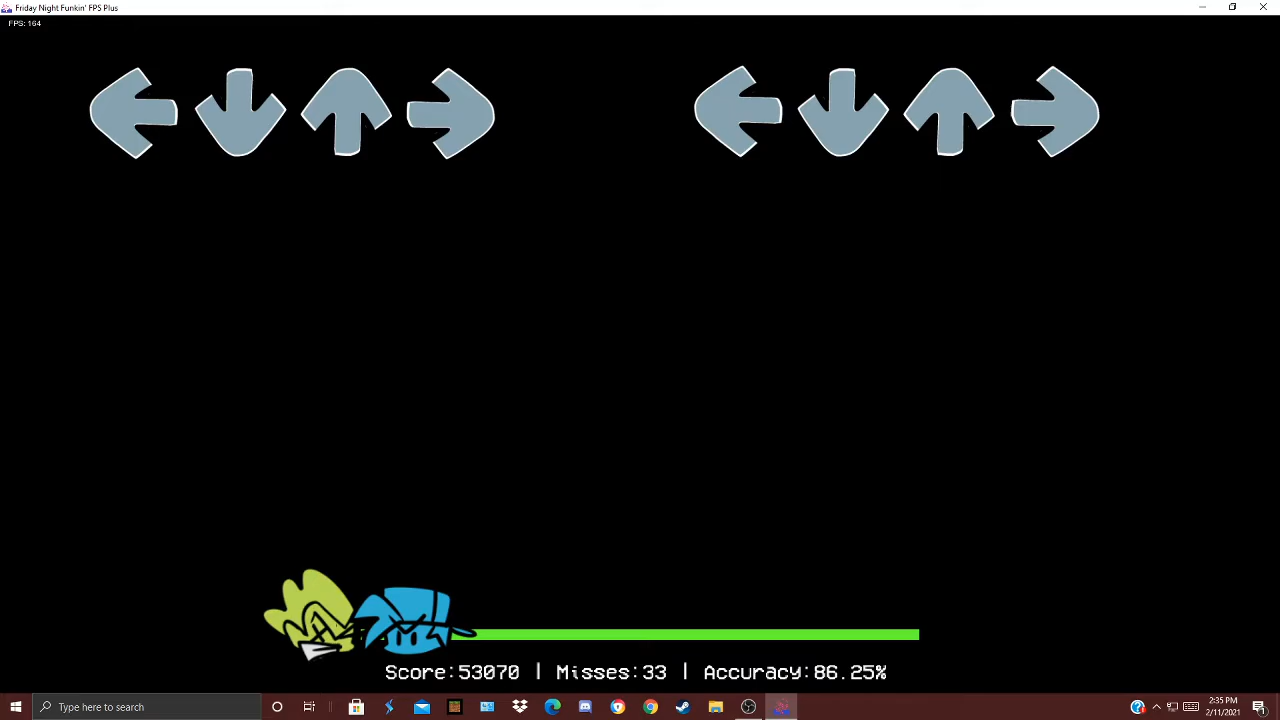 Friday Night Funkin' FPS Plus
FPS: 164
Score:53070 | Misses:33 | Accuracy:86.25%
Type here to search
2:35 PM
2/11/2021